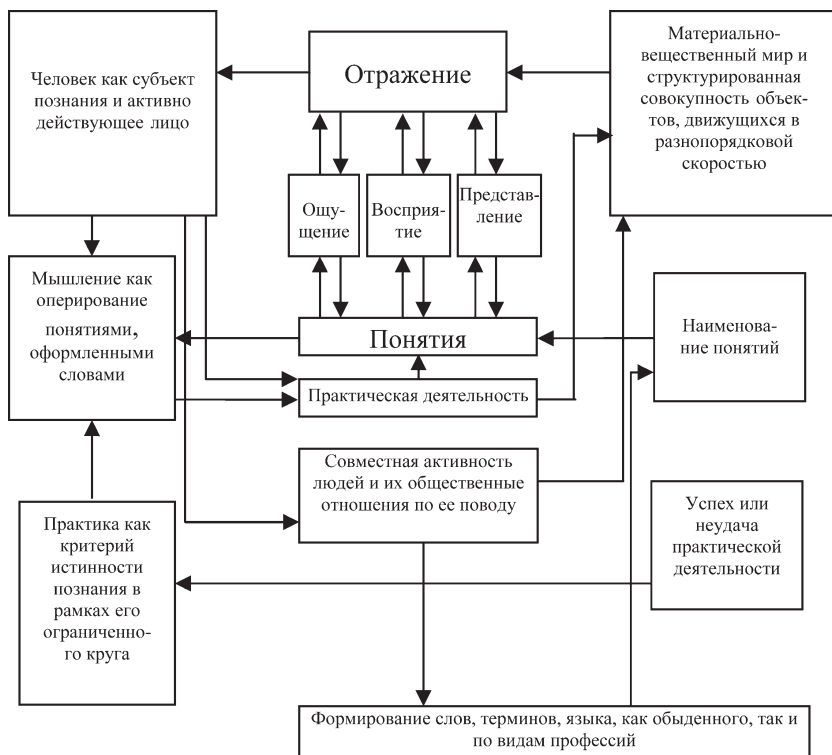 Человек как субъект
познания и активно
действующее лицо
Отражение
Материально-
вещественный мир и
структурированная
совокупность объек-
тов, движущихся в
разнопорядковой
скоростью
Ощу-
щение
Восприя-
тие
Представ-
ление
Мышление как
оперирование
понятиями,
оформленными
словами
Понятия
Наименова-
ние понятий
Практическая деятельность
Совместная активность
людей и их общественные
отношения по ее поводу
Практика как
критерий
истинности
познания в
рамках его
ограниченно-
го круга
Успех или
неудача
практической
деятельности
Формирование слов, терминов, языка, как обыденного, так и
по видам профессий